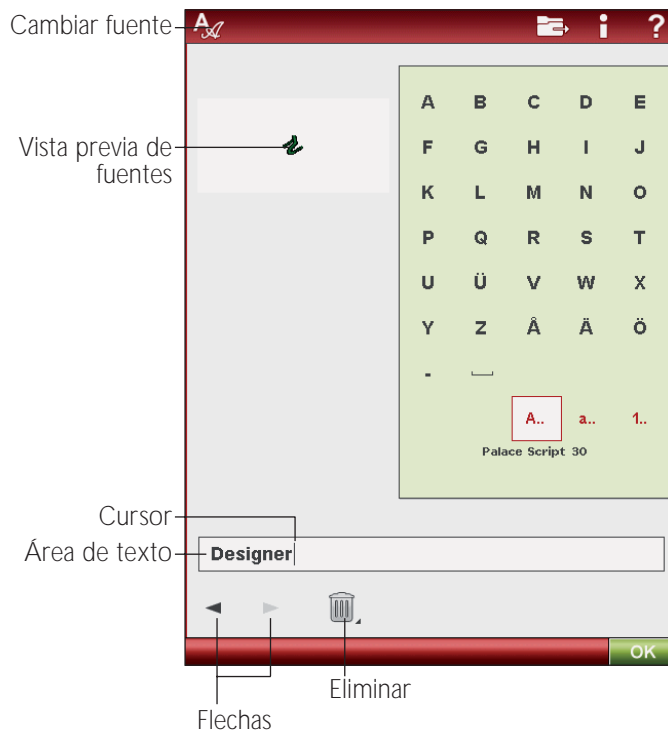 Cambiar fuente
A A
i ?
Vista previa de
fuentes
r
A B C D E
F G H I J
K L M N O
P Q R S T
U Ü V W X
Y Z Å Ä Ö
-
A.. a.. 1..
Palace Script 30
Cursor
Área de texto
Designer
OK
Eliminar
Flechas